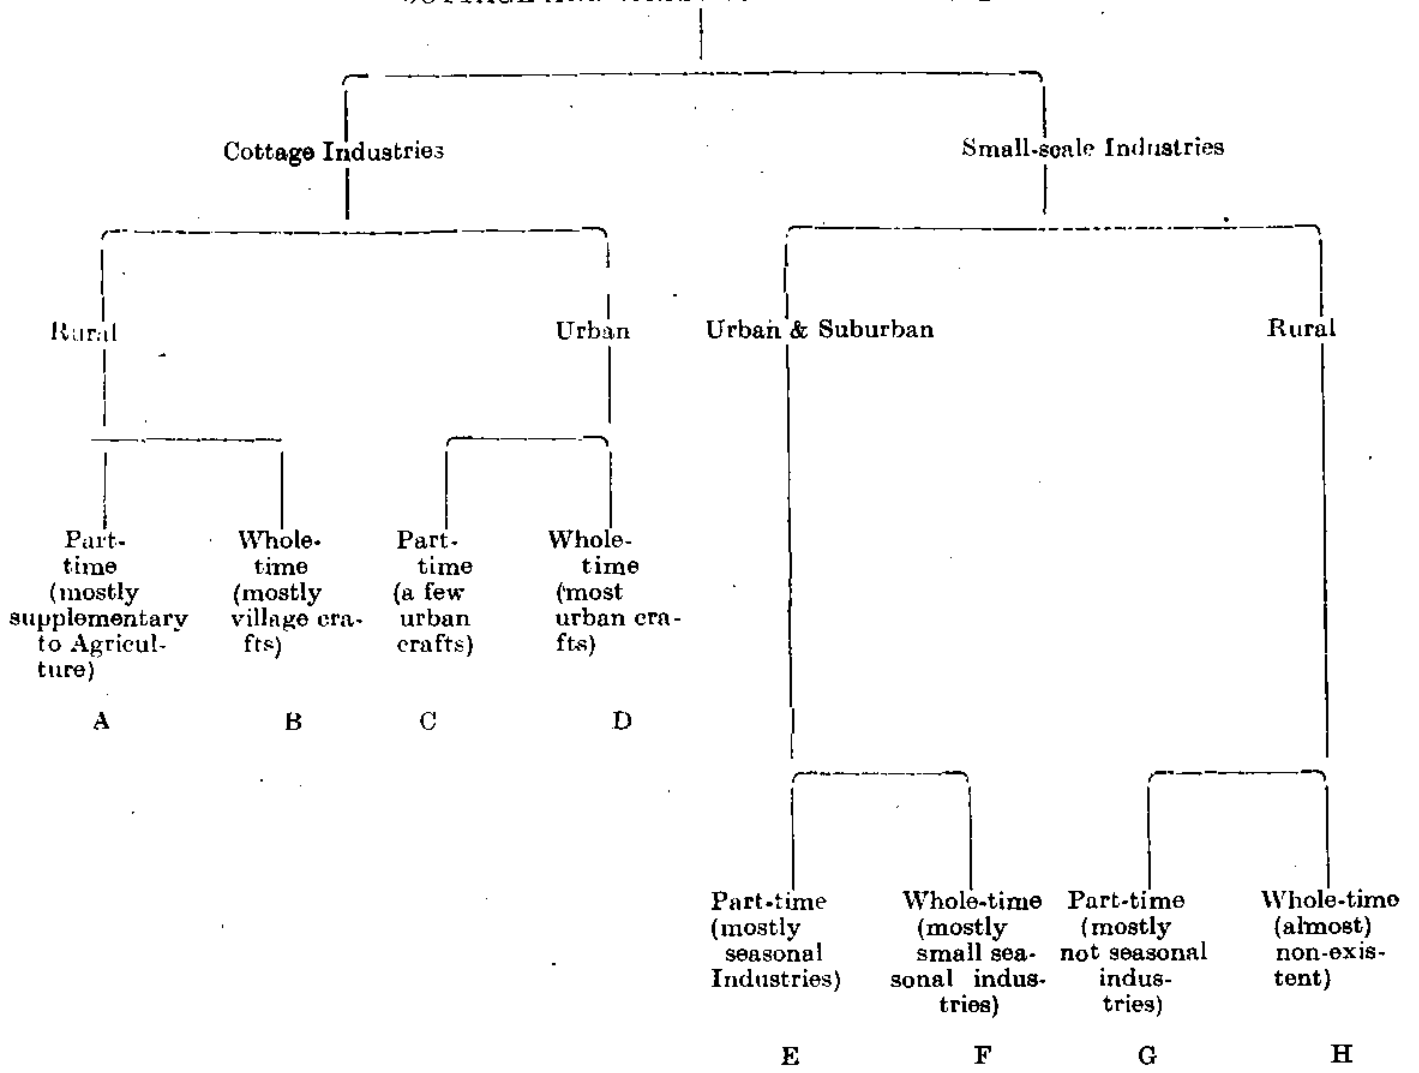 COTTAGE AND
Cottage Industries
Small-scale Industries
Rural
Urban
Urban & Suburban
Rural
Part-
time
(mostly
supplementary
to Agricul-
ture)
A
Whole-
time
(mostly
village cra-
fts)
B
Part-
time
(a few
urban
crafts)
C
Whole-
time
(most
urban cra-
fts)
D
Part-time
(mostly
seasonal
Industries)
E
Whole-time
(mostly
small sea-
sonal indus-
tries)
F
Part-time
(mostly
not seasonal
indus-
tries)
G
Whole-time
(almost)
non-exis-
tent)
H